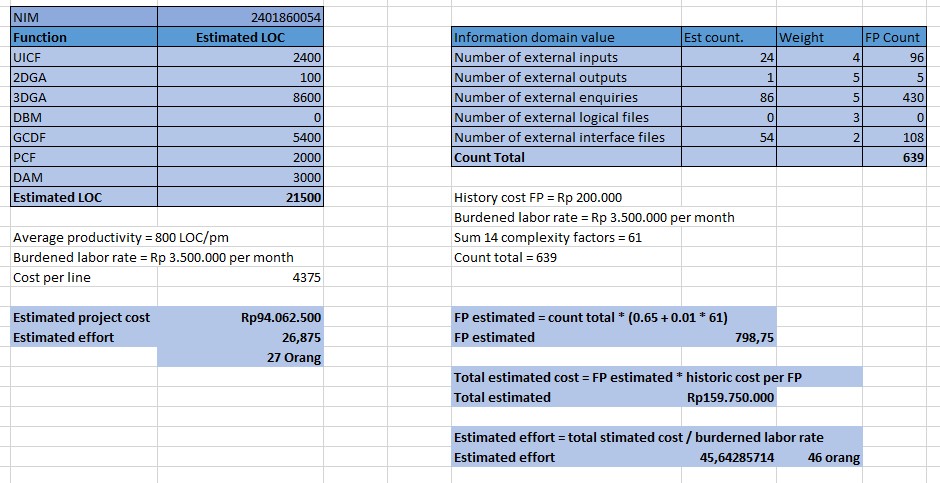 NIM 2401860054
Function Estimated LOC
UICF 2400
2DGA 100
3DGA 8600
DBM 0
GCDF 5400
PCF 2000
DAM 3000
Estimated LOC 21500
Average productivity = 800 LOC/pm
Burdened labor rate = Rp 3.500.000 per month
Cost per line 4375
Estimated project cost Rp94.062.500
Estimated effort 26,875
27 Orang
Information domain value Est count. Weight FP Count
Number of external inputs 24 4 96
Number of external outputs 1 5 5
Number of external enquiries 86 5 430
Number of external logical files 0 3 0
Number of external interface files 54 2 108
Count Total 639
History cost FP = Rp 200.000
Burdened labor rate = Rp 3.500.000 per month
Sum 14 complexity factors = 61
Count total = 639
FP estimated = count total * (0.65 + 0.01 * 61)
FP estimated 798,75
Total estimated cost = FP estimated * historic cost per FP
Total estimated Rp159.750.000
Estimated effort = total stimated cost / burderned labor rate
Estimated effort 45,64285714 46 orang